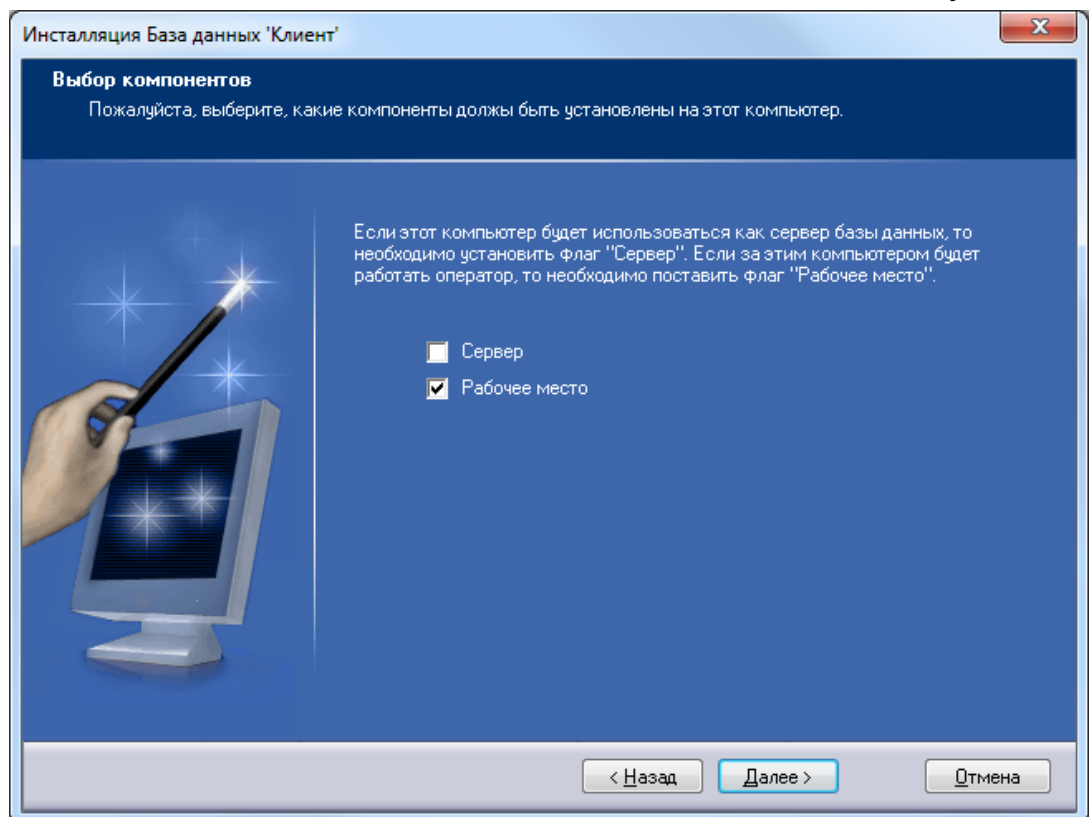 Инсталляция База данных 'Клиент'
Выбор компонентов
Пожалуйста, выберите, какие компоненты должы быть установлены на этот компьютер.
Если этот компьютер будет использоваться как сервер базы данных, то
необходимо установить флаг "Сервер". Если за этим компьютером будет
работать оператор, то необходимо поставить флаг "Рабочее место".
Сервер
Рабочее место
< Назад
Далее >
Отмена